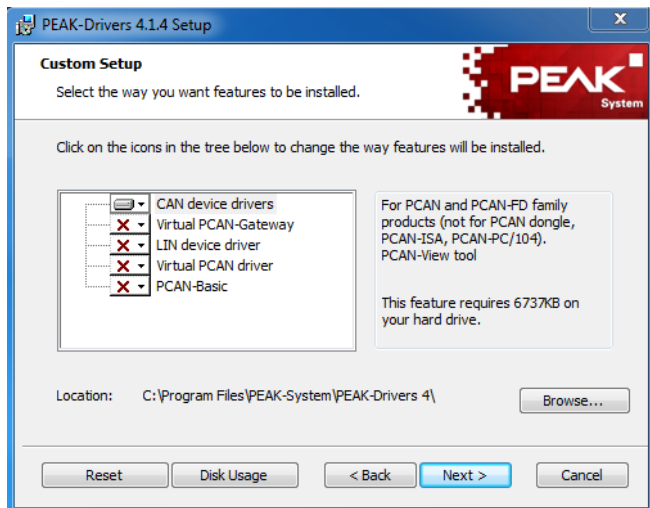 PEAK-Drivers 4.1.4 Setup
X
Custom Setup
Select the way you want features to be installed.
PEAK
System
Click on the icons in the tree below to change the way features will be installed.
CAN device drivers
Virtual PCAN-Gateway
LIN device driver
Virtual PCAN driver
PCAN-Basic
For PCAN and PCAN-FD family
products (not for PCAN dongle,
PCAN-ISA, PCAN-PC/104).
PCAN-View tool
This feature requires 6737KB on
your hard drive.
Location: C:\Program Files\PEAK-System\PEAK-Drivers 4\
Browse...
Reset Disk Usage < Back Next > Cancel